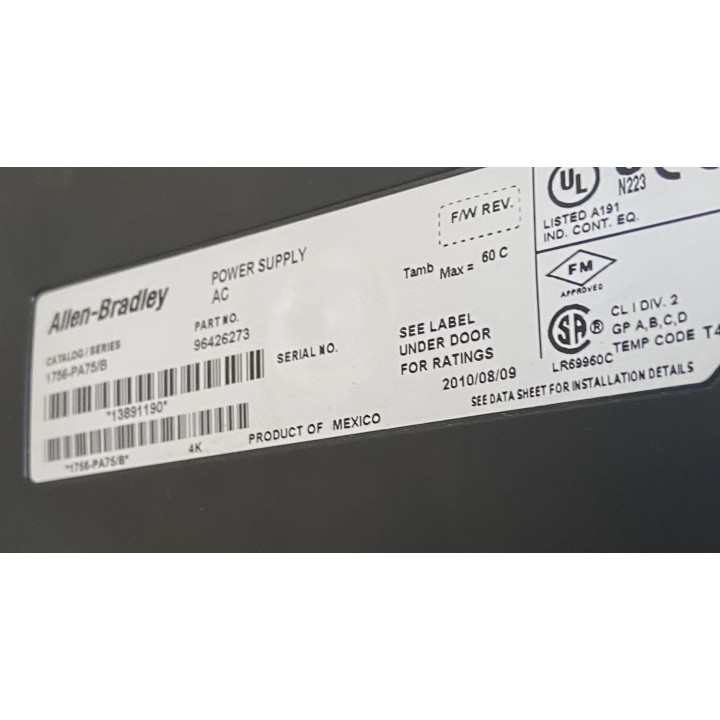 Allen-Bradley
POWER SUPPLY
AC
F/W REV.
Tamb Max = 60 C
CATALOG / SERIES
1756-PA75/B
PART NO.
96426273
SERIAL NO.
SEE LABEL
UNDER DOOR
FOR RATINGS
2010/08/09
*13891190*
*1756-PA75/B*
4K
PRODUCT OF MEXICO
UL
N223
LISTED A191
IND. CONT. EQ.
FM
APPROVED
SA ®
CL I DIV. 2
GP A,B,C,D
TEMP CODE T4
LR69960C
SEE DATA SHEET FOR INSTALLATION DETAILS